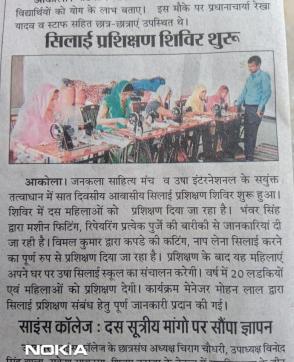 विद्यार्थियों को योग के लाभ बताए। इस मौके पर प्रधानाचार्या रेखा
यादव व स्टाफ सहित छात्र-छात्राएं उपस्थित थे।
सिलाई प्रशिक्षण शिविर शुरू
आकोला। जनकला साहित्य मंच व उषा इंटरनेशनल के सयुंक्त
तत्वाधान में सात दिवसीय आवासीय सिलाई प्रशिक्षण शिविर शुरू हुआ।
शिविर में दस महिलाओं को प्रशिक्षण दिया जा रहा है। भंवर सिंह
द्वारा मशीन फिटिंग, रिपेयरिंग प्रत्येक पुर्जे की बारीकी से जानकारियां दी
जा रही है। विमल कुमार द्वारा कपडे की कटिंग, नाप लेना सिलाई करने
का पूर्ण रुप से प्रशिक्षण दिया जा रहा है। प्रशिक्षण के बाद यह महिलाएं
अपने घर पर उषा सिलाई स्कूल का संचालन करेगी। वर्ष में 20 लडकियों
एवं महिलाओं को प्रशिक्षण देगी। कार्यक्रम मेनेजर मोहन लाल द्वारा
सिलाई प्रशिक्षण संबंध हेतु पूर्ण जानकारी प्रदान की गई।
साइंस कॉलेज : दस सूत्रीय मांगो पर सौंपा ज्ञापन
कॉलेज के छात्रसंघ अध्यक्ष चिराग चौधरी, उपाध्यक्ष विनोद
NOKIA